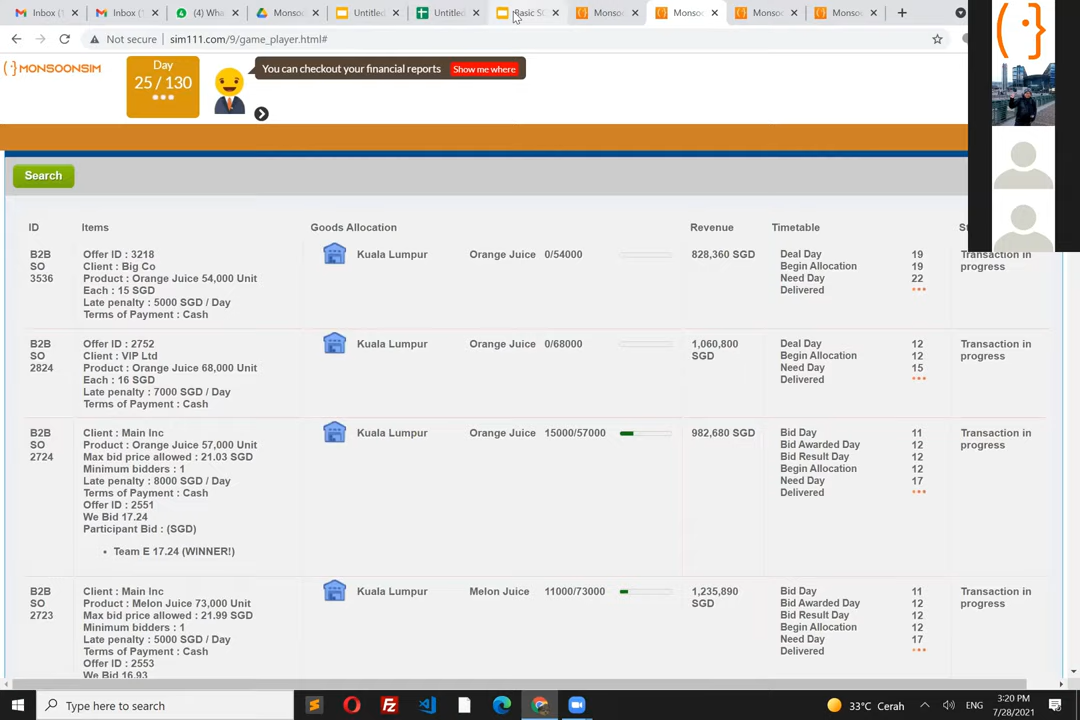 Inbox (1
Inbox (1
(4) Wha
Monsoo
Untitled
Untitled
Basic S
Monsoo
Monsoo
Monsoo
Monsoo
Not secure | sim111.com/9/game_player.html#
MONSOONSIM
Day
25 / 130
You can checkout your financial reports Show me where
Search
ID Items Goods Allocation Revenue Timetable
B2B SO 3536
Offer ID : 3218
Client : Big Co
Product : Orange Juice 54,000 Unit
Each : 15 SGD
Late penalty : 5000 SGD / Day
Terms of Payment : Cash
Kuala Lumpur Orange Juice 0/54000
828,360 SGD
Deal Day 19
Begin Allocation 19
Need Day 22
Delivered
Transaction in progress
B2B SO 2824
Offer ID : 2752
Client : VIP Ltd
Product : Orange Juice 68,000 Unit
Each : 16 SGD
Late penalty : 7000 SGD / Day
Terms of Payment : Cash
Kuala Lumpur Orange Juice 0/68000
1,060,800 SGD
Deal Day 12
Begin Allocation 12
Need Day 15
Delivered
Transaction in progress
B2B SO 2724
Client : Main Inc
Product : Orange Juice 57,000 Unit
Max bid price allowed : 21.03 SGD
Minimum bidders : 1
Late penalty : 8000 SGD / Day
Terms of Payment : Cash
Offer ID : 2551
We Bid 17.24
Participant Bid : (SGD)
• Team E 17.24 (WINNER!)
Kuala Lumpur Orange Juice 15000/57000
982,680 SGD
Bid Day 11
Bid Awarded Day 12
Bid Result Day 12
Begin Allocation 12
Need Day 17
Delivered
Transaction in progress
B2B SO 2723
Client : Main Inc
Product : Melon Juice 73,000 Unit
Max bid price allowed : 21.99 SGD
Minimum bidders : 1
Late penalty : 5000 SGD / Day
Terms of Payment : Cash
Offer ID : 2553
We Bid 16.93
Kuala Lumpur Melon Juice 11000/73000
1,235,890 SGD
Bid Day 11
Bid Awarded Day 12
Bid Result Day 12
Begin Allocation 12
Need Day 17
Delivered
Transaction in progress
Type here to search
33°C Cerah
ENG
3:20 PM
7/28/2021